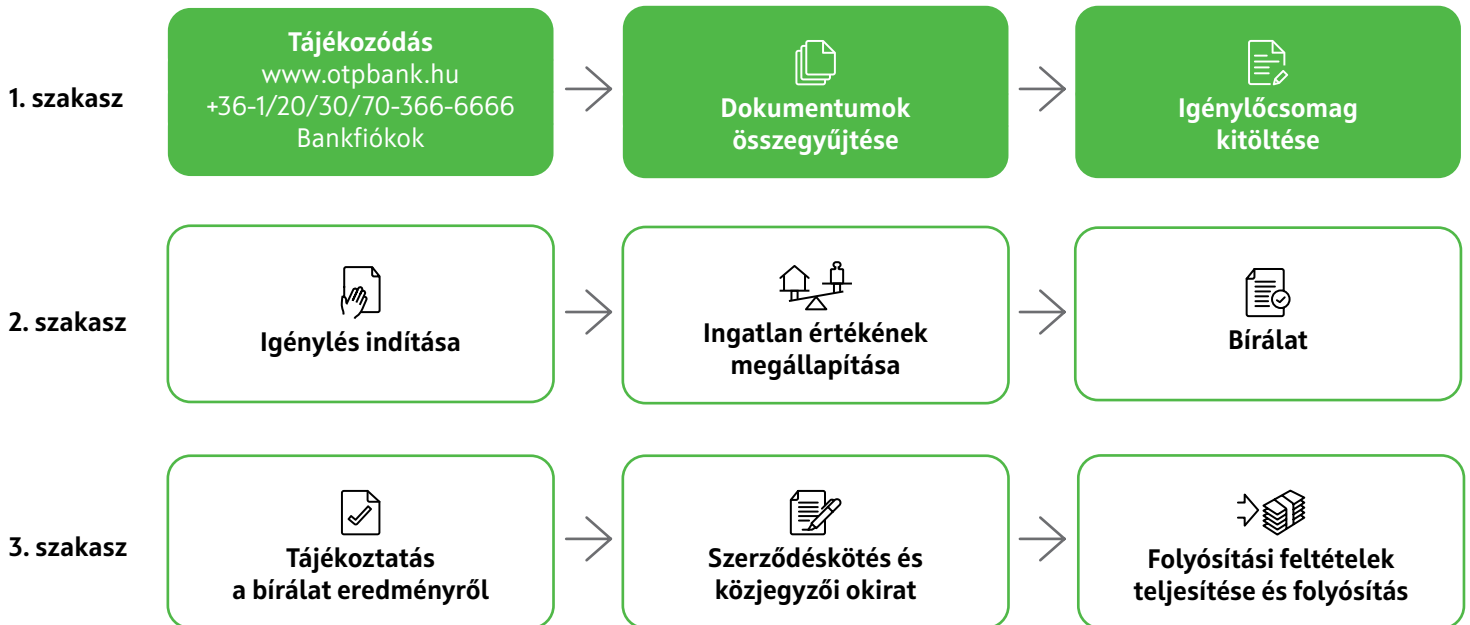 1. szakasz
Tájékozódás
www.otpbank.hu
+36-1/20/30/70-366-6666
Bankfiókok
Dokumentumok
összegyűjtése
Igénylőcsomag
kitöltése
2. szakasz
Igénylés indítása
Ingatlan értékének
megállapítása
Bírálat
3. szakasz
Tájékoztatás
a bírálat eredményről
Szerződéskötés és
közjegyzői okirat
Folyósítási feltételek
teljesítése és folyósítás